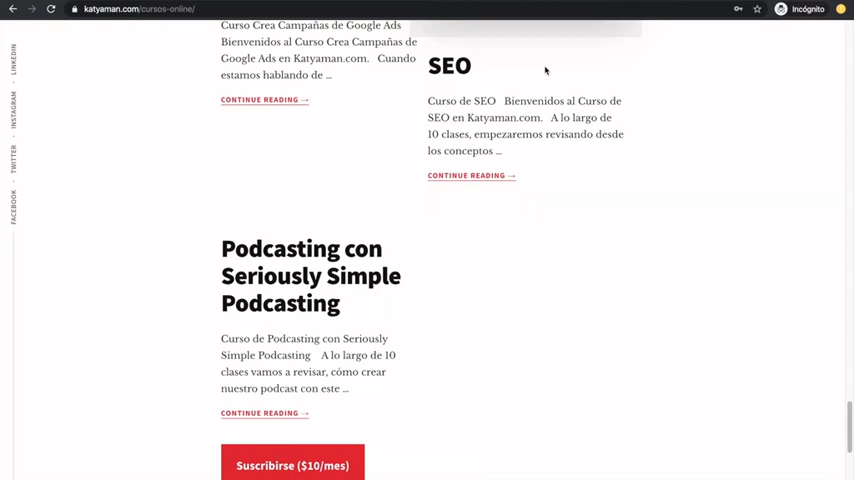 katyaman.com/cursos-online/
Incógnito
LINKEDIN
INSTAGRAM
TWITTER
FACEBOOK
Curso Crea Campañas de Google Ads
Bienvenidos al Curso Crea Campañas de
Google Ads en Katyaman.com. Cuando
estamos hablando de ...
CONTINUE READING →
SEO
Curso de SEO Bienvenidos al Curso de
SEO en Katyaman.com. A lo largo de
10 clases, empezaremos revisando desde
los conceptos ...
CONTINUE READING →
Podcasting con
Seriously Simple
Podcasting
Curso de Podcasting con Seriously
Simple Podcasting A lo largo de 10
clases vamos a revisar, cómo crear
nuestro podcast con este ...
CONTINUE READING →
Suscribirse ($10/mes)